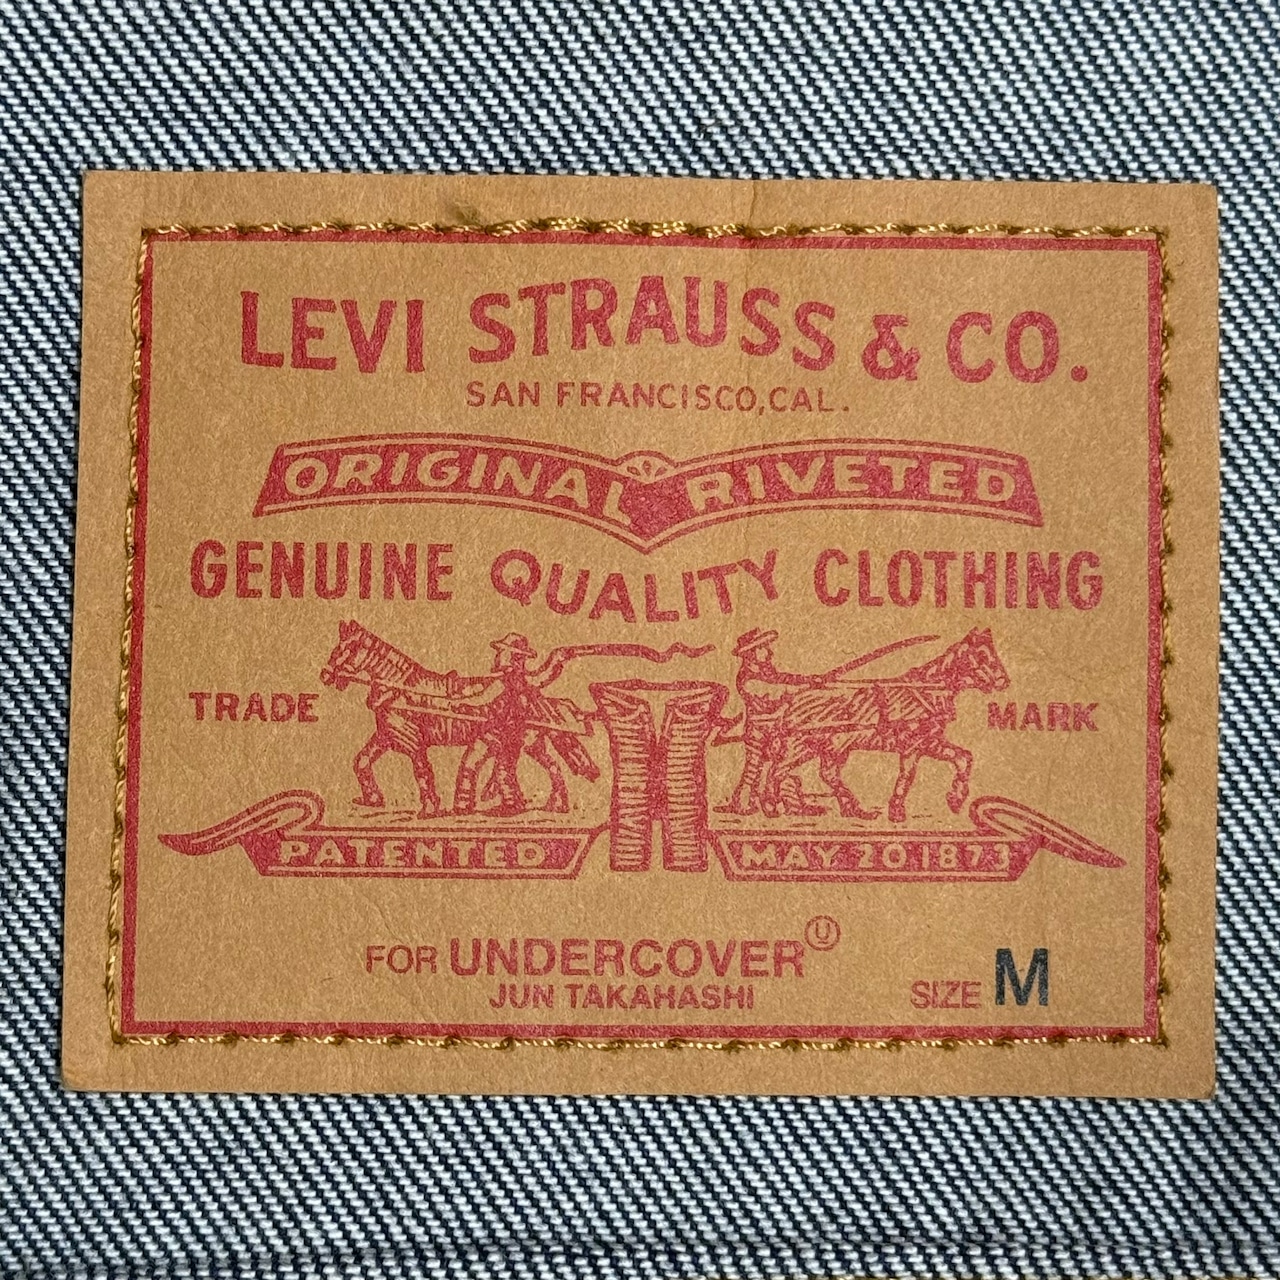 LEVI STRAUSS & CO.
SAN FRANCISCO, CAL.
ORIGINAL RIVETED
GENUINE QUALITY CLOTHING
TRADE MARK
PATENTED MAY 20 1873
FOR UNDERCOVER Ⓤ
JUN TAKAHASHI
SIZE M